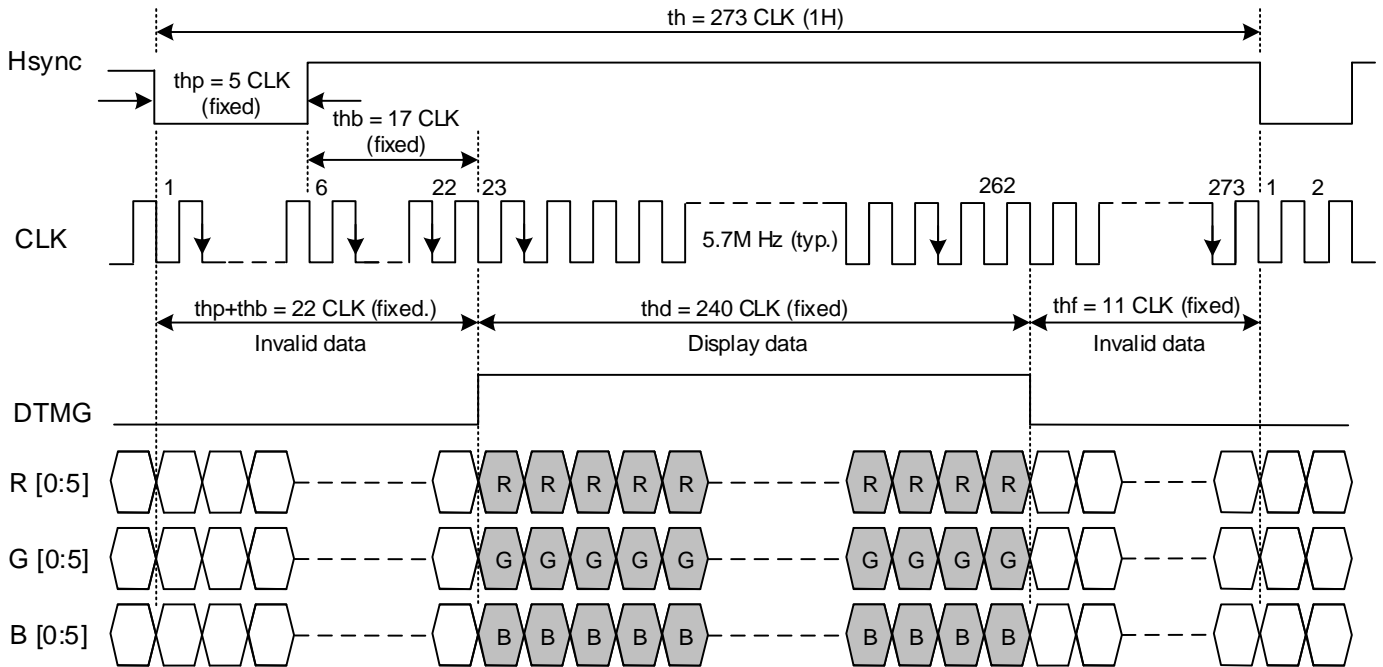 th = 273 CLK (1H)
Hsync
thp = 5 CLK
(fixed)
thb = 17 CLK
(fixed)
1 6 22 23 262 273 1 2
CLK
5.7M Hz (typ.)
thp+thb = 22 CLK (fixed.)
thd = 240 CLK (fixed)
thf = 11 CLK (fixed)
Invalid data
Display data
Invalid data
DTMG
R [0:5] R R R R R R R R R
G [0:5] G G G G G G G G G
B [0:5] B B B B B B B B B